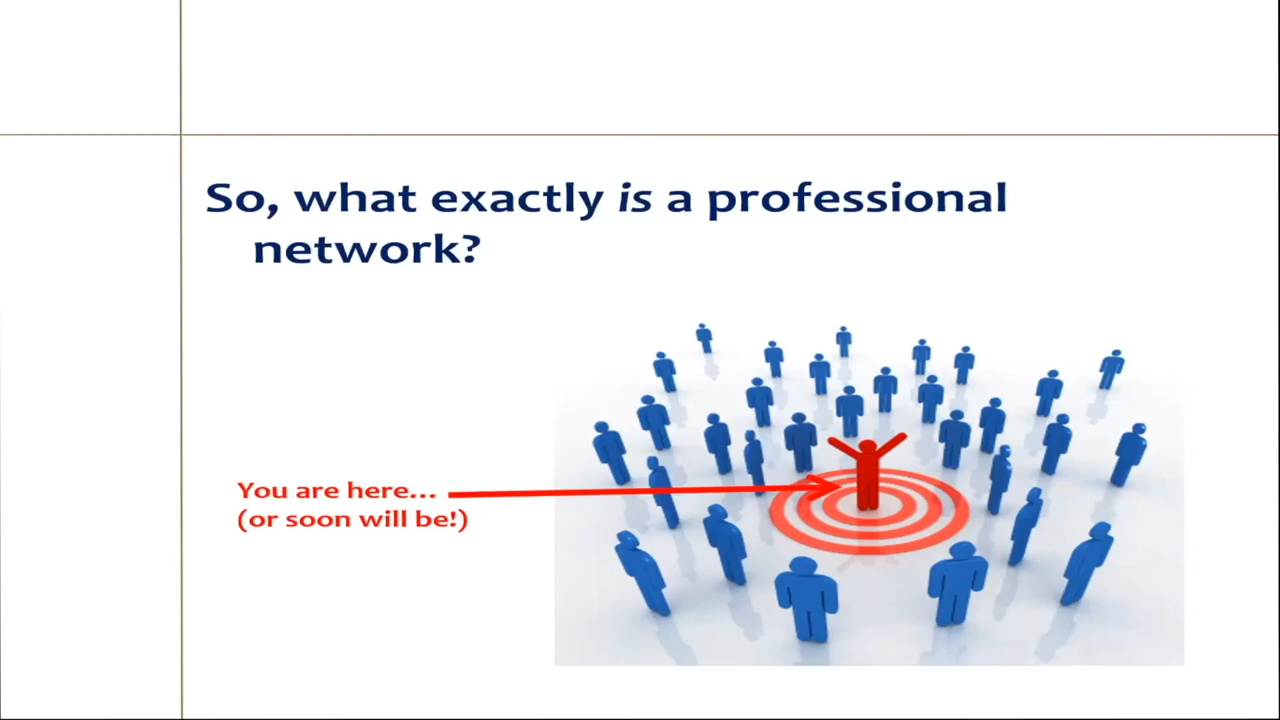 So, what exactly is a professional
network?
You are here...
(or soon will be!)